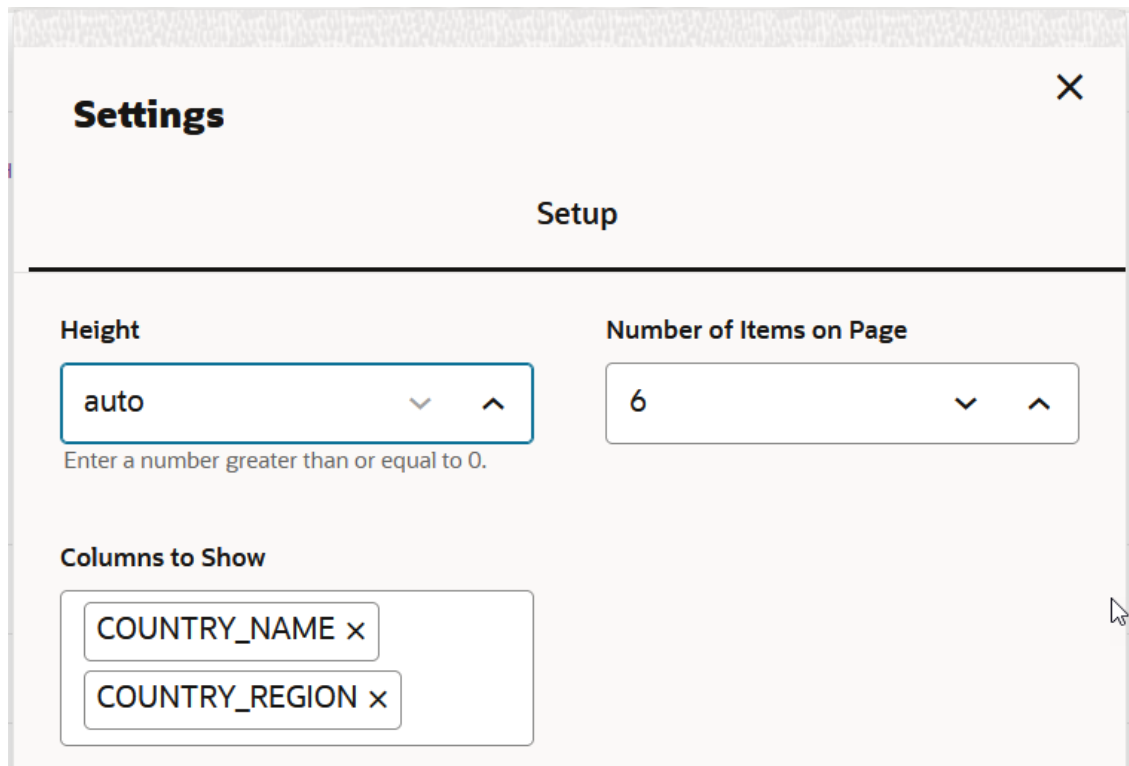 Settings
Setup
Height
Number of Items on Page
auto
6
Enter a number greater than or equal to 0.
Columns to Show
COUNTRY_NAME
COUNTRY_REGION